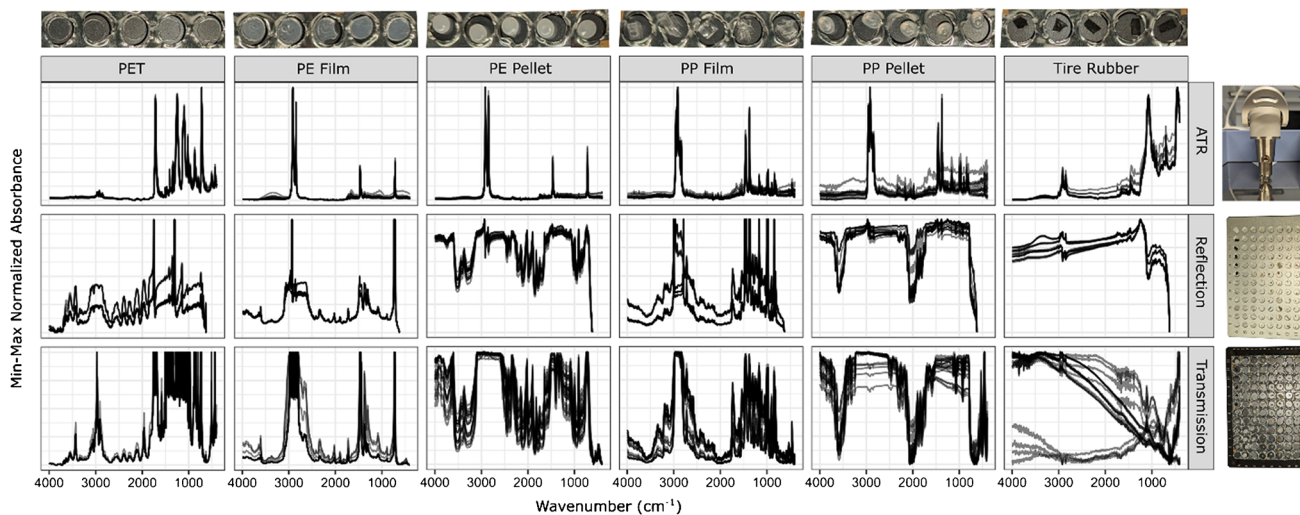 PET PE Film PE Pellet PP Film PP Pellet Tire Rubber
ATR
Reflection
Transmission
Min-Max Normalized Absorbance
4000 3000 2000 1000 4000 3000 2000 1000 4000 3000 2000 1000 4000 3000 2000 1000 4000 3000 2000 1000 4000 3000 2000 1000
Wavenumber (cm⁻¹)